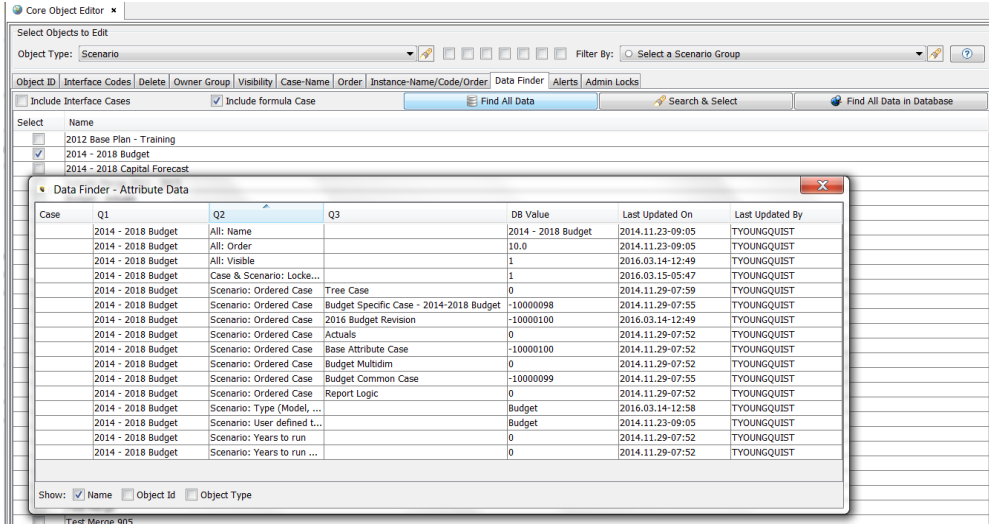 Core Object Editor ×
Select Objects to Edit
Object Type: Scenario Filter By: Select a Scenario Group ?
Object ID Interface Codes Delete Owner Group Visibility Case-Name Order Instance-Name/Code/Order Data Finder Alerts Admin Locks
Include Interface Cases Include formula Case Find All Data Search & Select Find All Data in Database
Select Name
2012 Base Plan - Training
2014 - 2018 Budget
2014 - 2018 Capital Forecast
Data Finder - Attribute Data
Case Q1 Q2 Q3 DB Value Last Updated On Last Updated By
2014 - 2018 Budget All: Name 2014 - 2018 Budget 2014.11.23-09:05 TYOUNGQUIST
2014 - 2018 Budget All: Order 10.0 2014.11.23-09:05 TYOUNGQUIST
2014 - 2018 Budget All: Visible 1 2016.03.14-12:49 TYOUNGQUIST
2014 - 2018 Budget Case & Scenario: Locke... 1 2016.03.15-05:47 TYOUNGQUIST
2014 - 2018 Budget Scenario: Ordered Case Tree Case 0 2014.11.29-07:59 TYOUNGQUIST
2014 - 2018 Budget Scenario: Ordered Case Budget Specific Case - 2014-2018 Budget -10000098 2014.11.29-07:55 TYOUNGQUIST
2014 - 2018 Budget Scenario: Ordered Case 2016 Budget Revision -10000100 2016.03.14-12:49 TYOUNGQUIST
2014 - 2018 Budget Scenario: Ordered Case Actuals 0 2014.11.29-07:52 TYOUNGQUIST
2014 - 2018 Budget Scenario: Ordered Case Base Attribute Case -10000100 2014.11.29-07:52 TYOUNGQUIST
2014 - 2018 Budget Scenario: Ordered Case Budget Multidim 0 2014.11.29-07:52 TYOUNGQUIST
2014 - 2018 Budget Scenario: Ordered Case Budget Common Case -10000099 2014.11.29-07:55 TYOUNGQUIST
2014 - 2018 Budget Scenario: Ordered Case Report Logic 0 2014.11.29-07:52 TYOUNGQUIST
2014 - 2018 Budget Scenario: Type (Model, ... Budget 2016.03.14-12:58 TYOUNGQUIST
2014 - 2018 Budget Scenario: User defined t... Budget 2014.11.23-09:05 TYOUNGQUIST
2014 - 2018 Budget Scenario: Years to run 0 2014.11.29-07:52 TYOUNGQUIST
2014 - 2018 Budget Scenario: Years to run ... 0 2014.11.29-07:52 TYOUNGQUIST
Show: Name Object Id Object Type
Test Merge 905